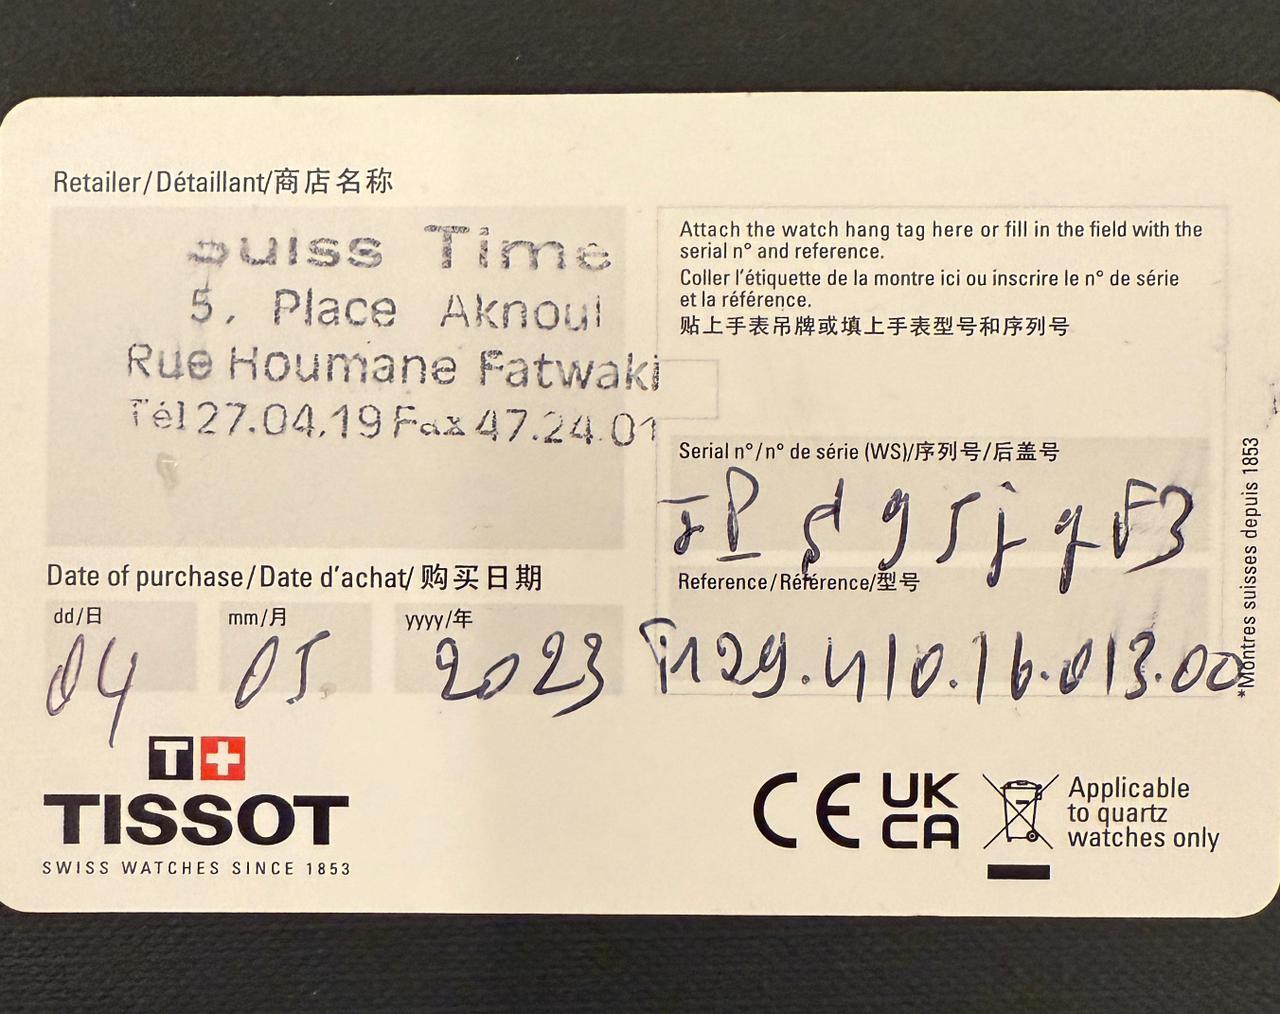 Retailer/Détaillant/商店名称
Suiss Time
5, Place Aknoul
Rue Houmane Fatwaki
Tél 27.04.19 Fax 47.24.01
Date of purchase/Date d'achat/购买日期
dd/日 mm/月 yyyy/年
04 05 2023
Attach the watch hang tag here or fill in the field with the
serial n° and reference.
Coller l'étiquette de la montre ici ou inscrire le n° de série
et la référence.
贴上手表吊牌或填上手表型号和序列号
Serial n°/n° de série (WS)/序列号/后盖号
Reference/Référence/型号
T129.410.16.013.00
*Montres suisses depuis 1853
T+
TISSOT
SWISS WATCHES SINCE 1853
CE
UK
CA
Applicable
to quartz
watches only